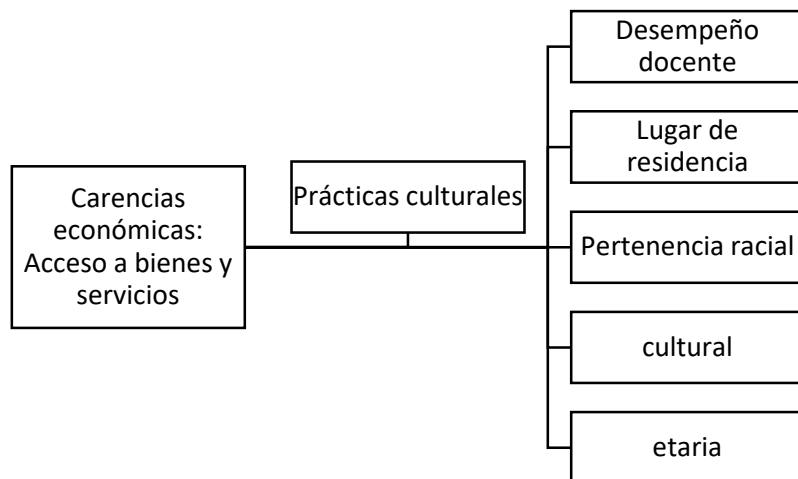 Carencias
económicas:
Acceso a bienes y
servicios
Prácticas culturales
Desempeño
docente
Lugar de
residencia
Pertenencia racial
cultural
etaria